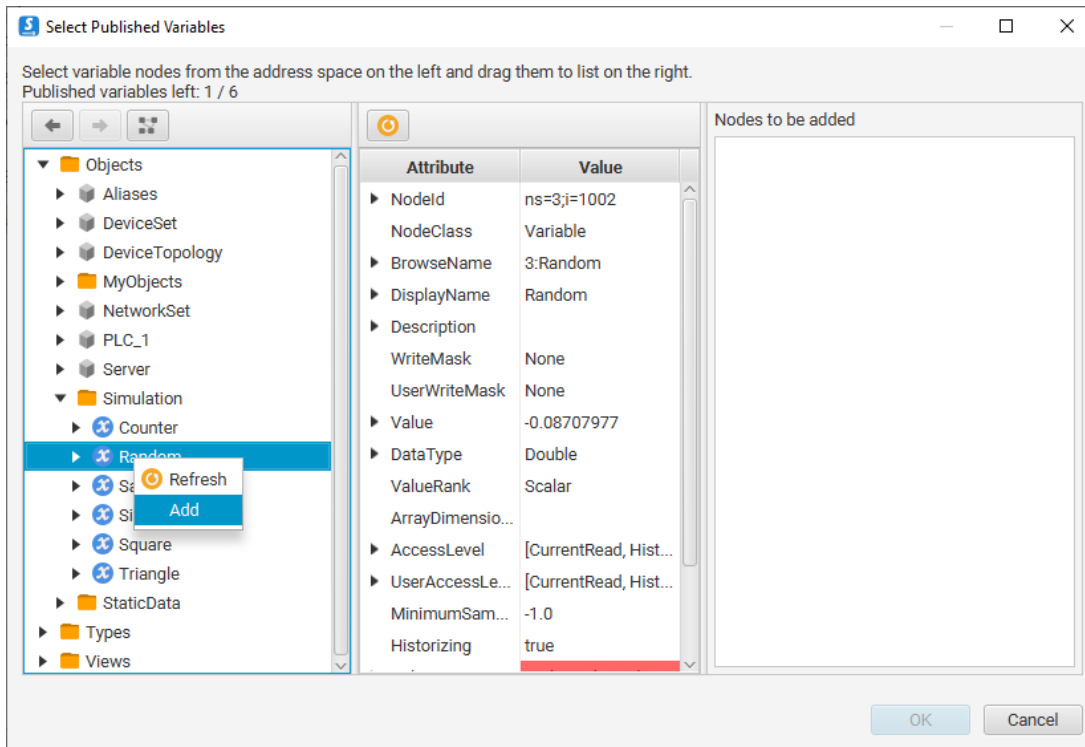 Select Published Variables
Select variable nodes from the address space on the left and drag them to list on the right.
Published variables left: 1 / 6
Objects
Aliases
DeviceSet
DeviceTopology
MyObjects
NetworkSet
PLC_1
Server
Simulation
Counter
Random
Refresh
Add
Square
Triangle
StaticData
Types
Views
Attribute Value
NodeId ns=3;i=1002
NodeClass Variable
BrowseName 3:Random
DisplayName Random
Description
WriteMask None
UserWriteMask None
Value -0.08707977
DataType Double
ValueRank Scalar
ArrayDimensio...
AccessLevel [CurrentRead, Hist...
UserAccessLe... [CurrentRead, Hist...
MinimumSam... -1.0
Historizing true
Nodes to be added
OK Cancel